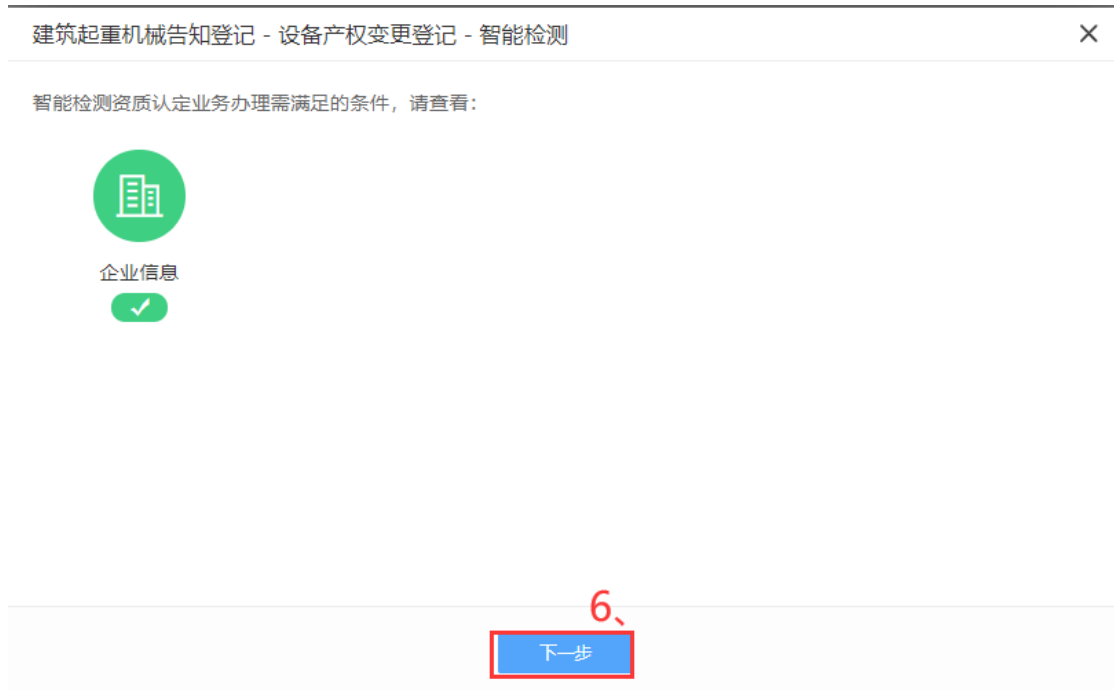 建筑起重机械告知登记 - 设备产权变更登记 - 智能检测
智能检测资质认定业务办理需满足的条件，请查看：
企业信息
6、
下一步